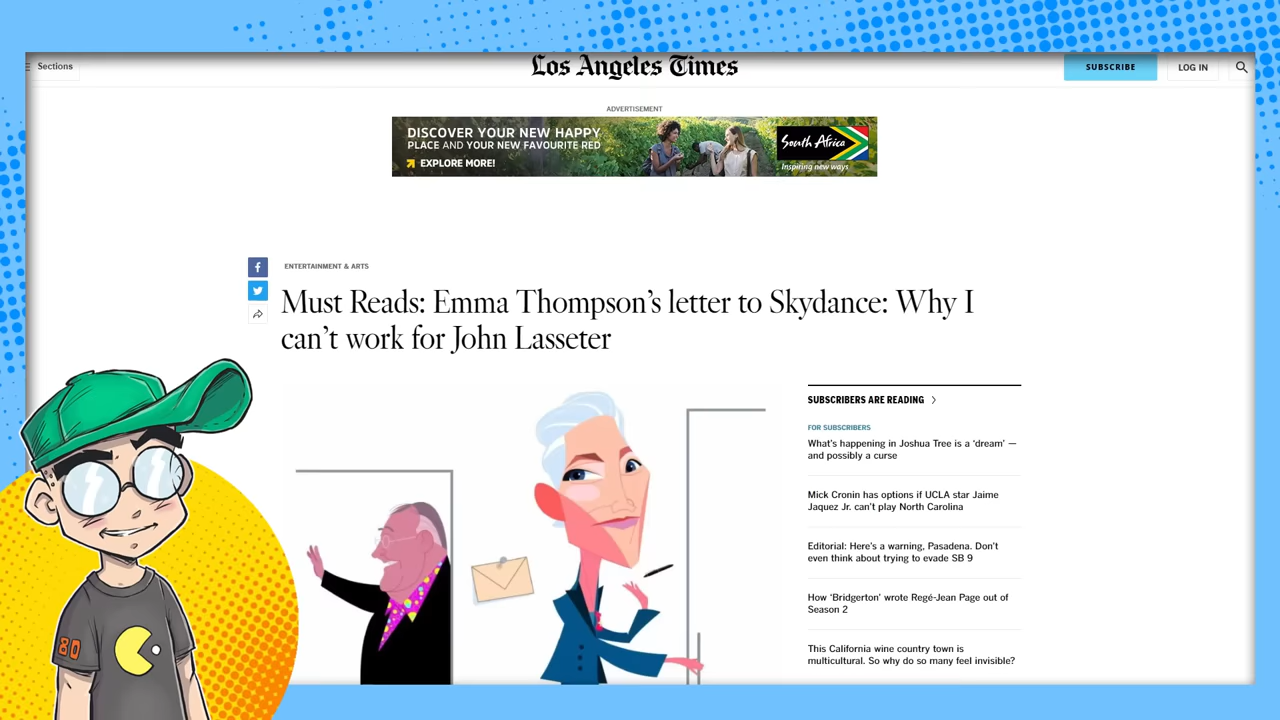 Sections
Los Angeles Times
SUBSCRIBE
LOG IN
ADVERTISEMENT
DISCOVER YOUR NEW HAPPY
PLACE AND YOUR NEW FAVOURITE RED
EXPLORE MORE!
South Africa
Inspiring new ways
ENTERTAINMENT & ARTS
Must Reads: Emma Thompson’s letter to Skydance: Why I
can’t work for John Lasseter
SUBSCRIBERS ARE READING
FOR SUBSCRIBERS
What’s happening in Joshua Tree is a ‘dream’ —
and possibly a curse
Mick Cronin has options if UCLA star Jaime
Jaquez Jr. can’t play North Carolina
Editorial: Here’s a warning, Pasadena. Don’t
even think about trying to evade SB 9
How ‘Bridgerton’ wrote Regé-Jean Page out of
Season 2
This California wine country town is
multicultural. So why do so many feel invisible?
80